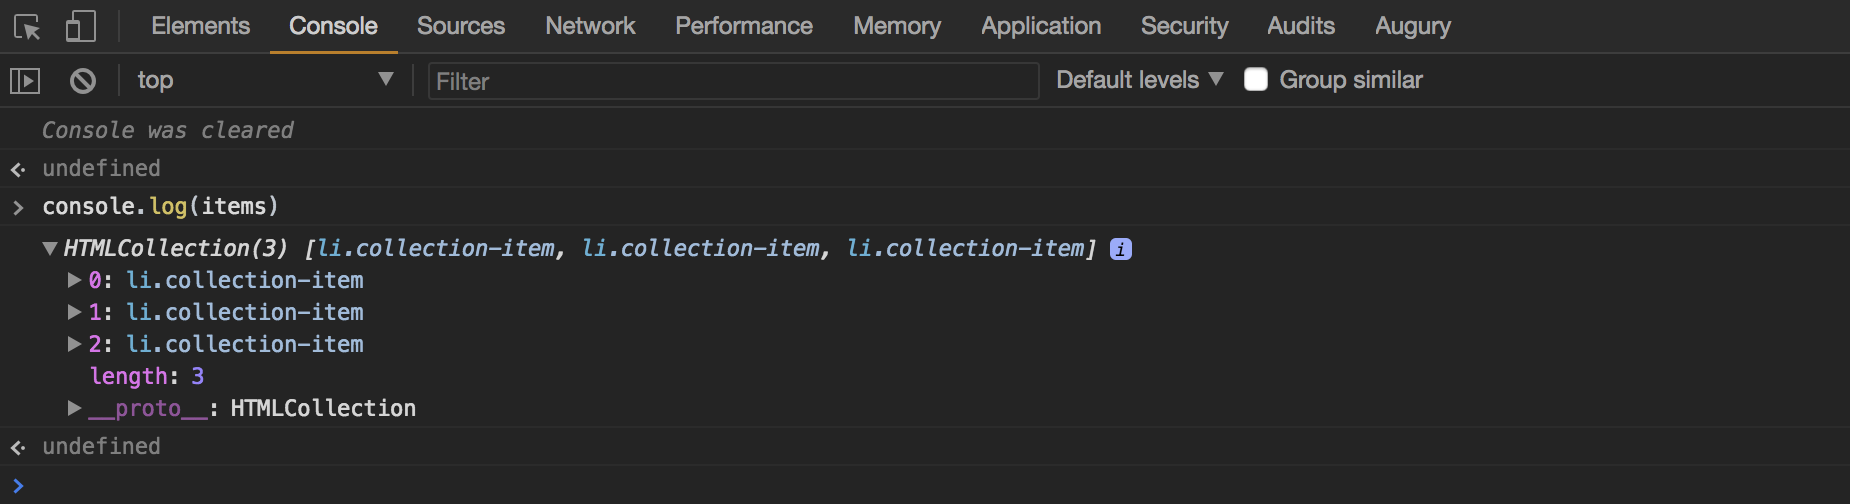 Elements Console Sources Network Performance Memory Application Security Audits Augury
top Filter Default levels Group similar
Console was cleared
undefined
console.log(items)
HTMLCollection(3) [li.collection-item, li.collection-item, li.collection-item] i
0: li.collection-item
1: li.collection-item
2: li.collection-item
length: 3
__proto__: HTMLCollection
undefined